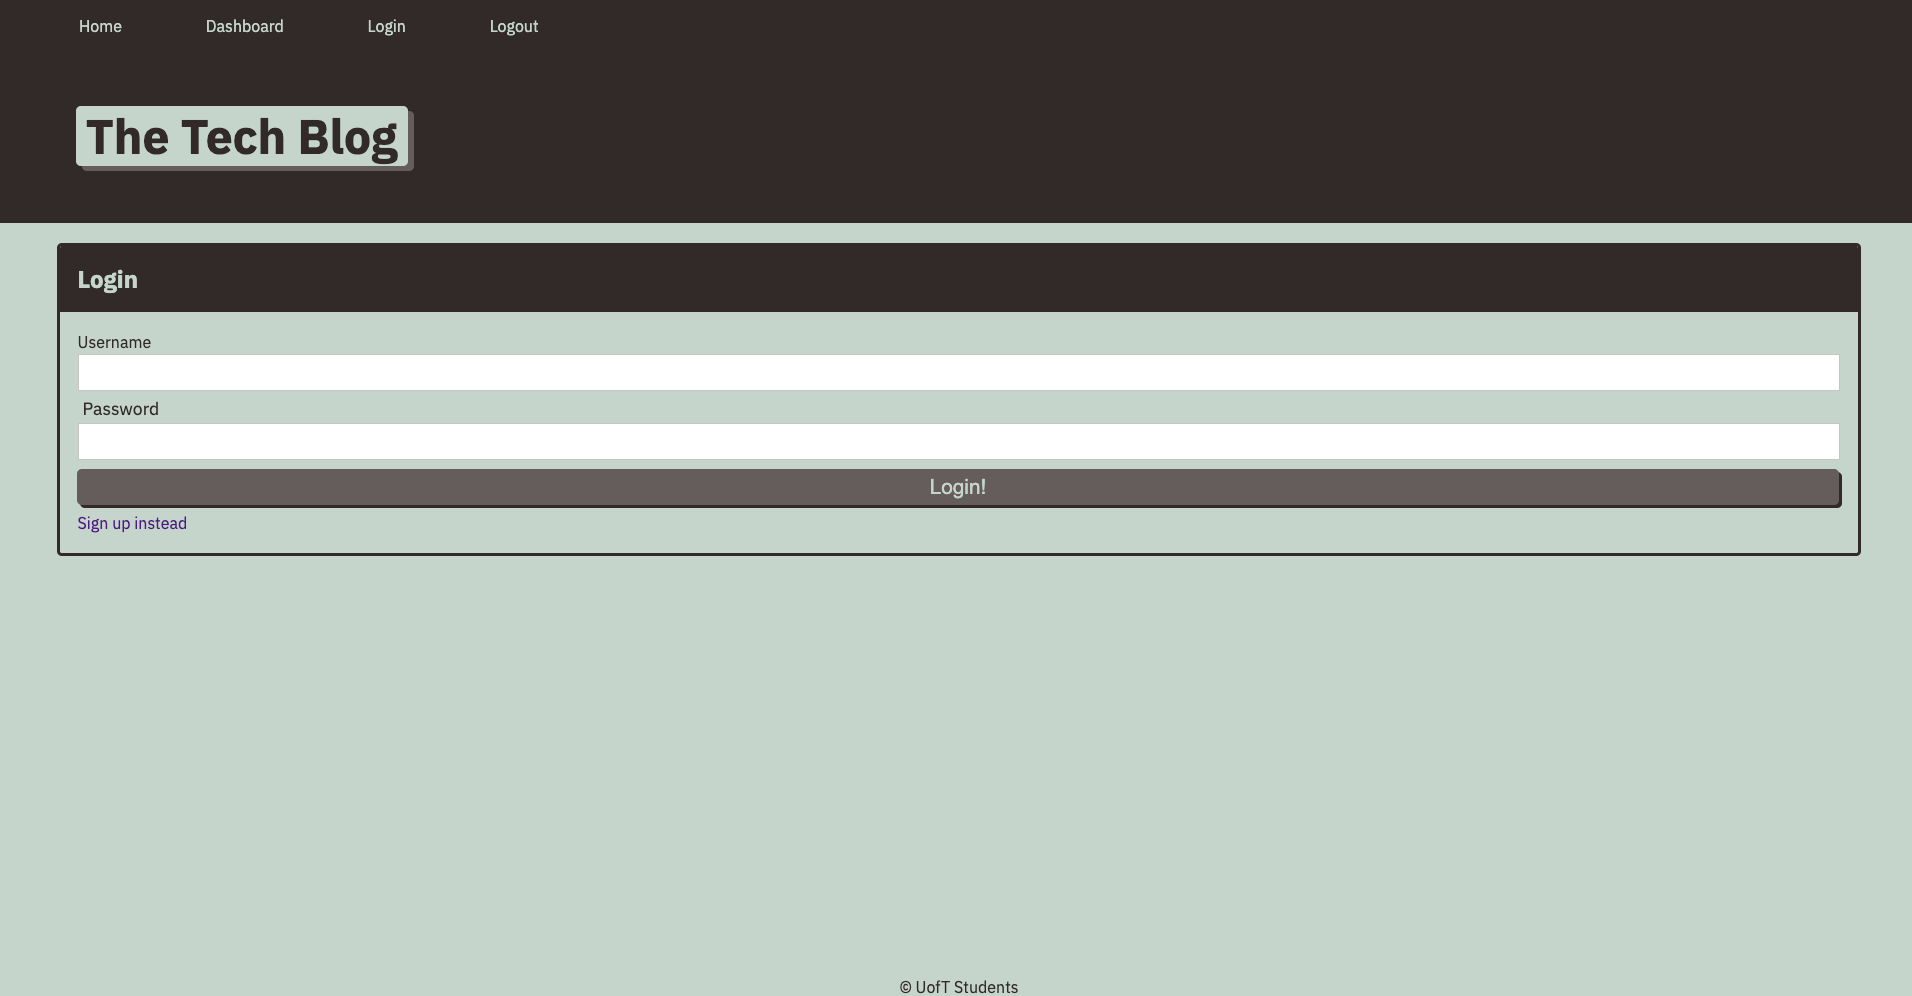 Home Dashboard Login Logout
The Tech Blog
Login
Username
Password
Login!
Sign up instead
© UofT Students